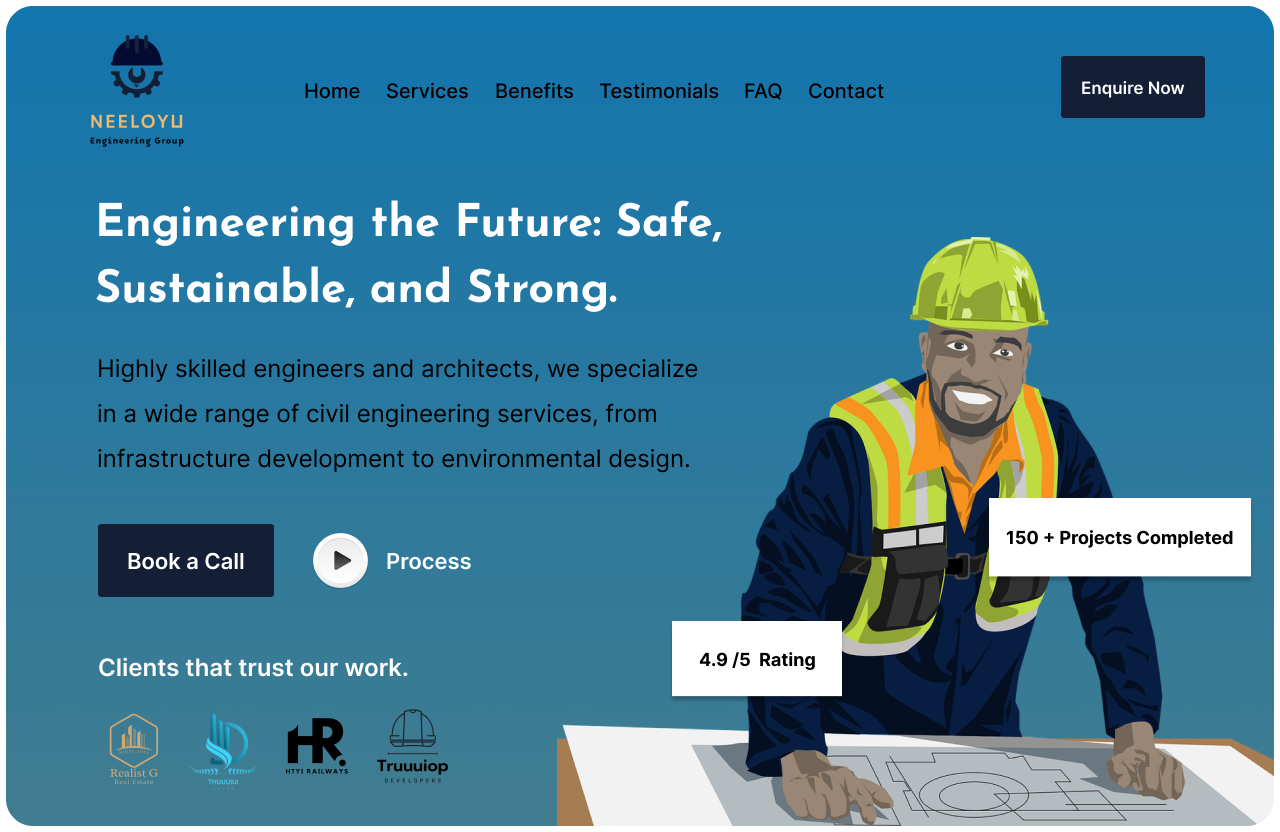 NEELOYU
Engineering Group
Home Services Benefits Testimonials FAQ Contact
Enquire Now
Engineering the Future: Safe,
Sustainable, and Strong.
Highly skilled engineers and architects, we specialize
in a wide range of civil engineering services, from
infrastructure development to environmental design.
Book a Call
Process
150 + Projects Completed
4.9 /5 Rating
Clients that trust our work.
Realist G
Real Estate
HR.
HTYI RAILWAYS
Truuuiop
DEVELOPERS